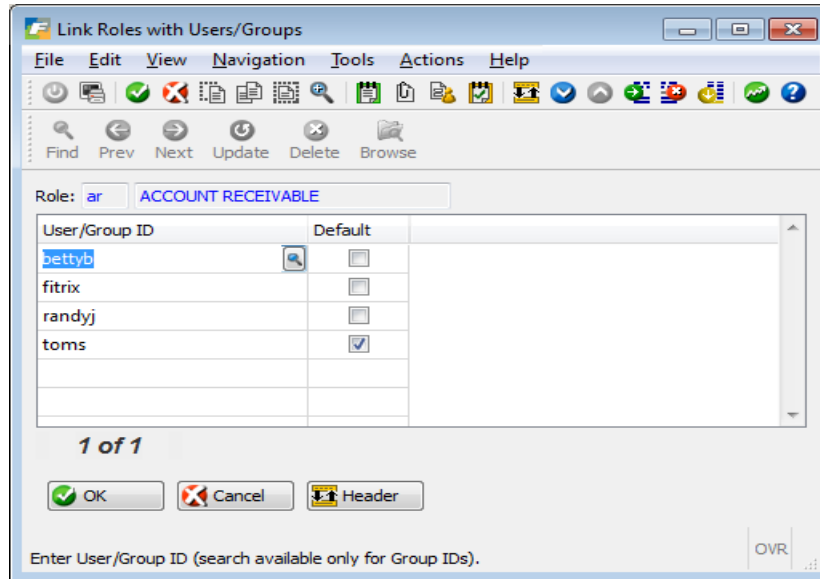 Link Roles with Users/Groups
File Edit View Navigation Tools Actions Help
Find Prev Next Update Delete Browse
Role: ar ACCOUNT RECEIVABLE
User/Group ID Default
bettyb
fitrix
randyj
toms
1 of 1
OK Cancel Header
Enter User/Group ID (search available only for Group IDs). OVR